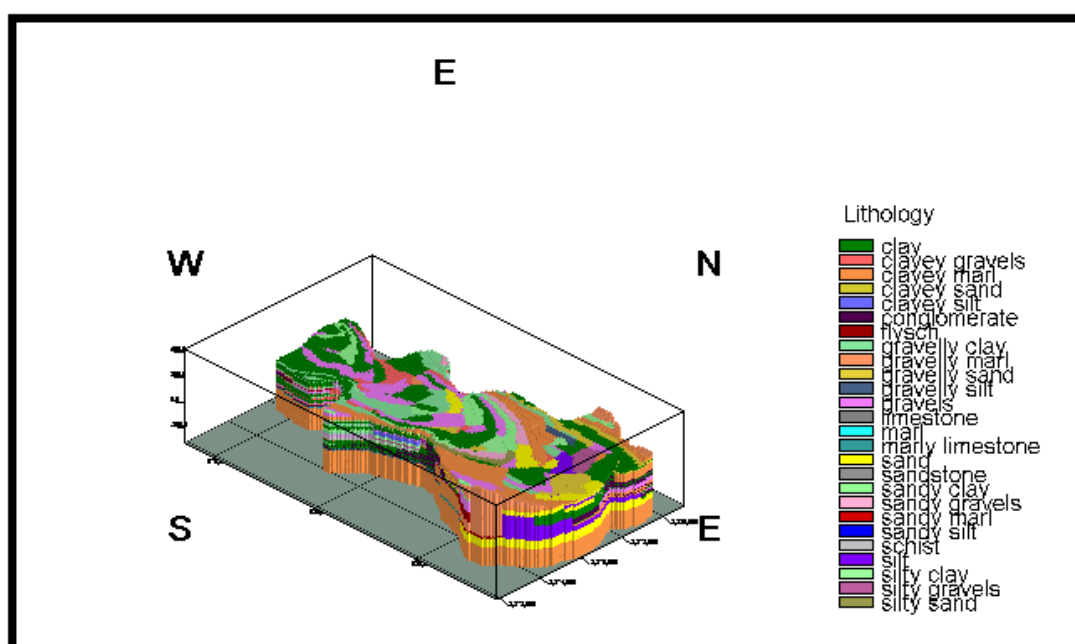 E
W
N
S
E
Lithology
clay
clayey gravels
clayey marl
clayey sand
clayey silt
conglomerate
flysch
gravelly clay
gravelly marl
gravelly sand
gravelly silt
gravels
limestone
marl
marly limestone
sand
sandstone
sandy clay
sandy gravels
sandy marl
sandy silt
schist
silt
silty clay
silty gravels
silty sand